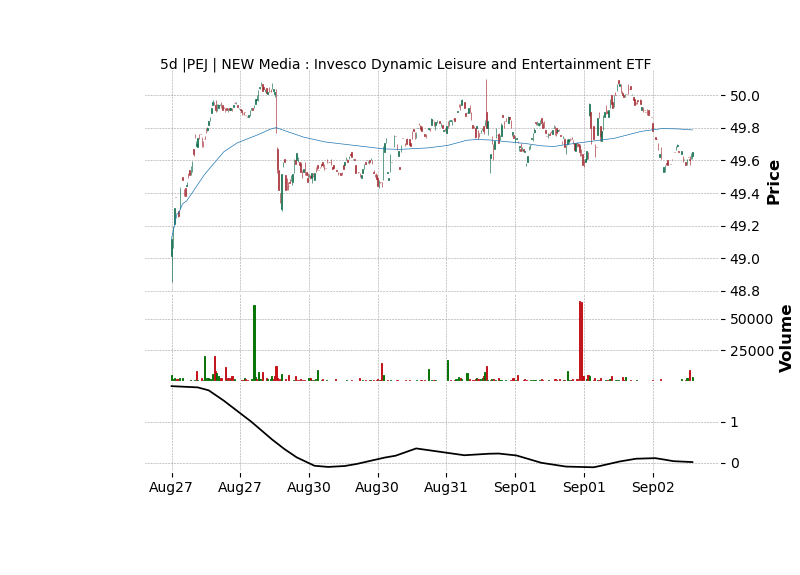 5d |PEJ | NEW Media : Invesco Dynamic Leisure and Entertainment ETF
50.0
49.8
49.6
49.4
49.2
49.0
48.8
Price
50000
25000
Volume
1
0
Aug27 Aug27 Aug30 Aug30 Aug31 Sep01 Sep01 Sep02